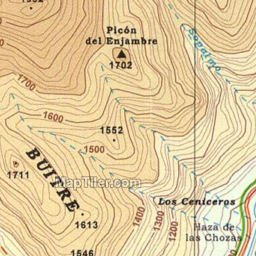 Picón
del Enjambre
1702
Sopalmo
1700
1600
1552
1500
BUITRE
1711
MapTiler.com
Los Ceniceros
1400
1300
1200
Haza de
las Chozas
1613
1546